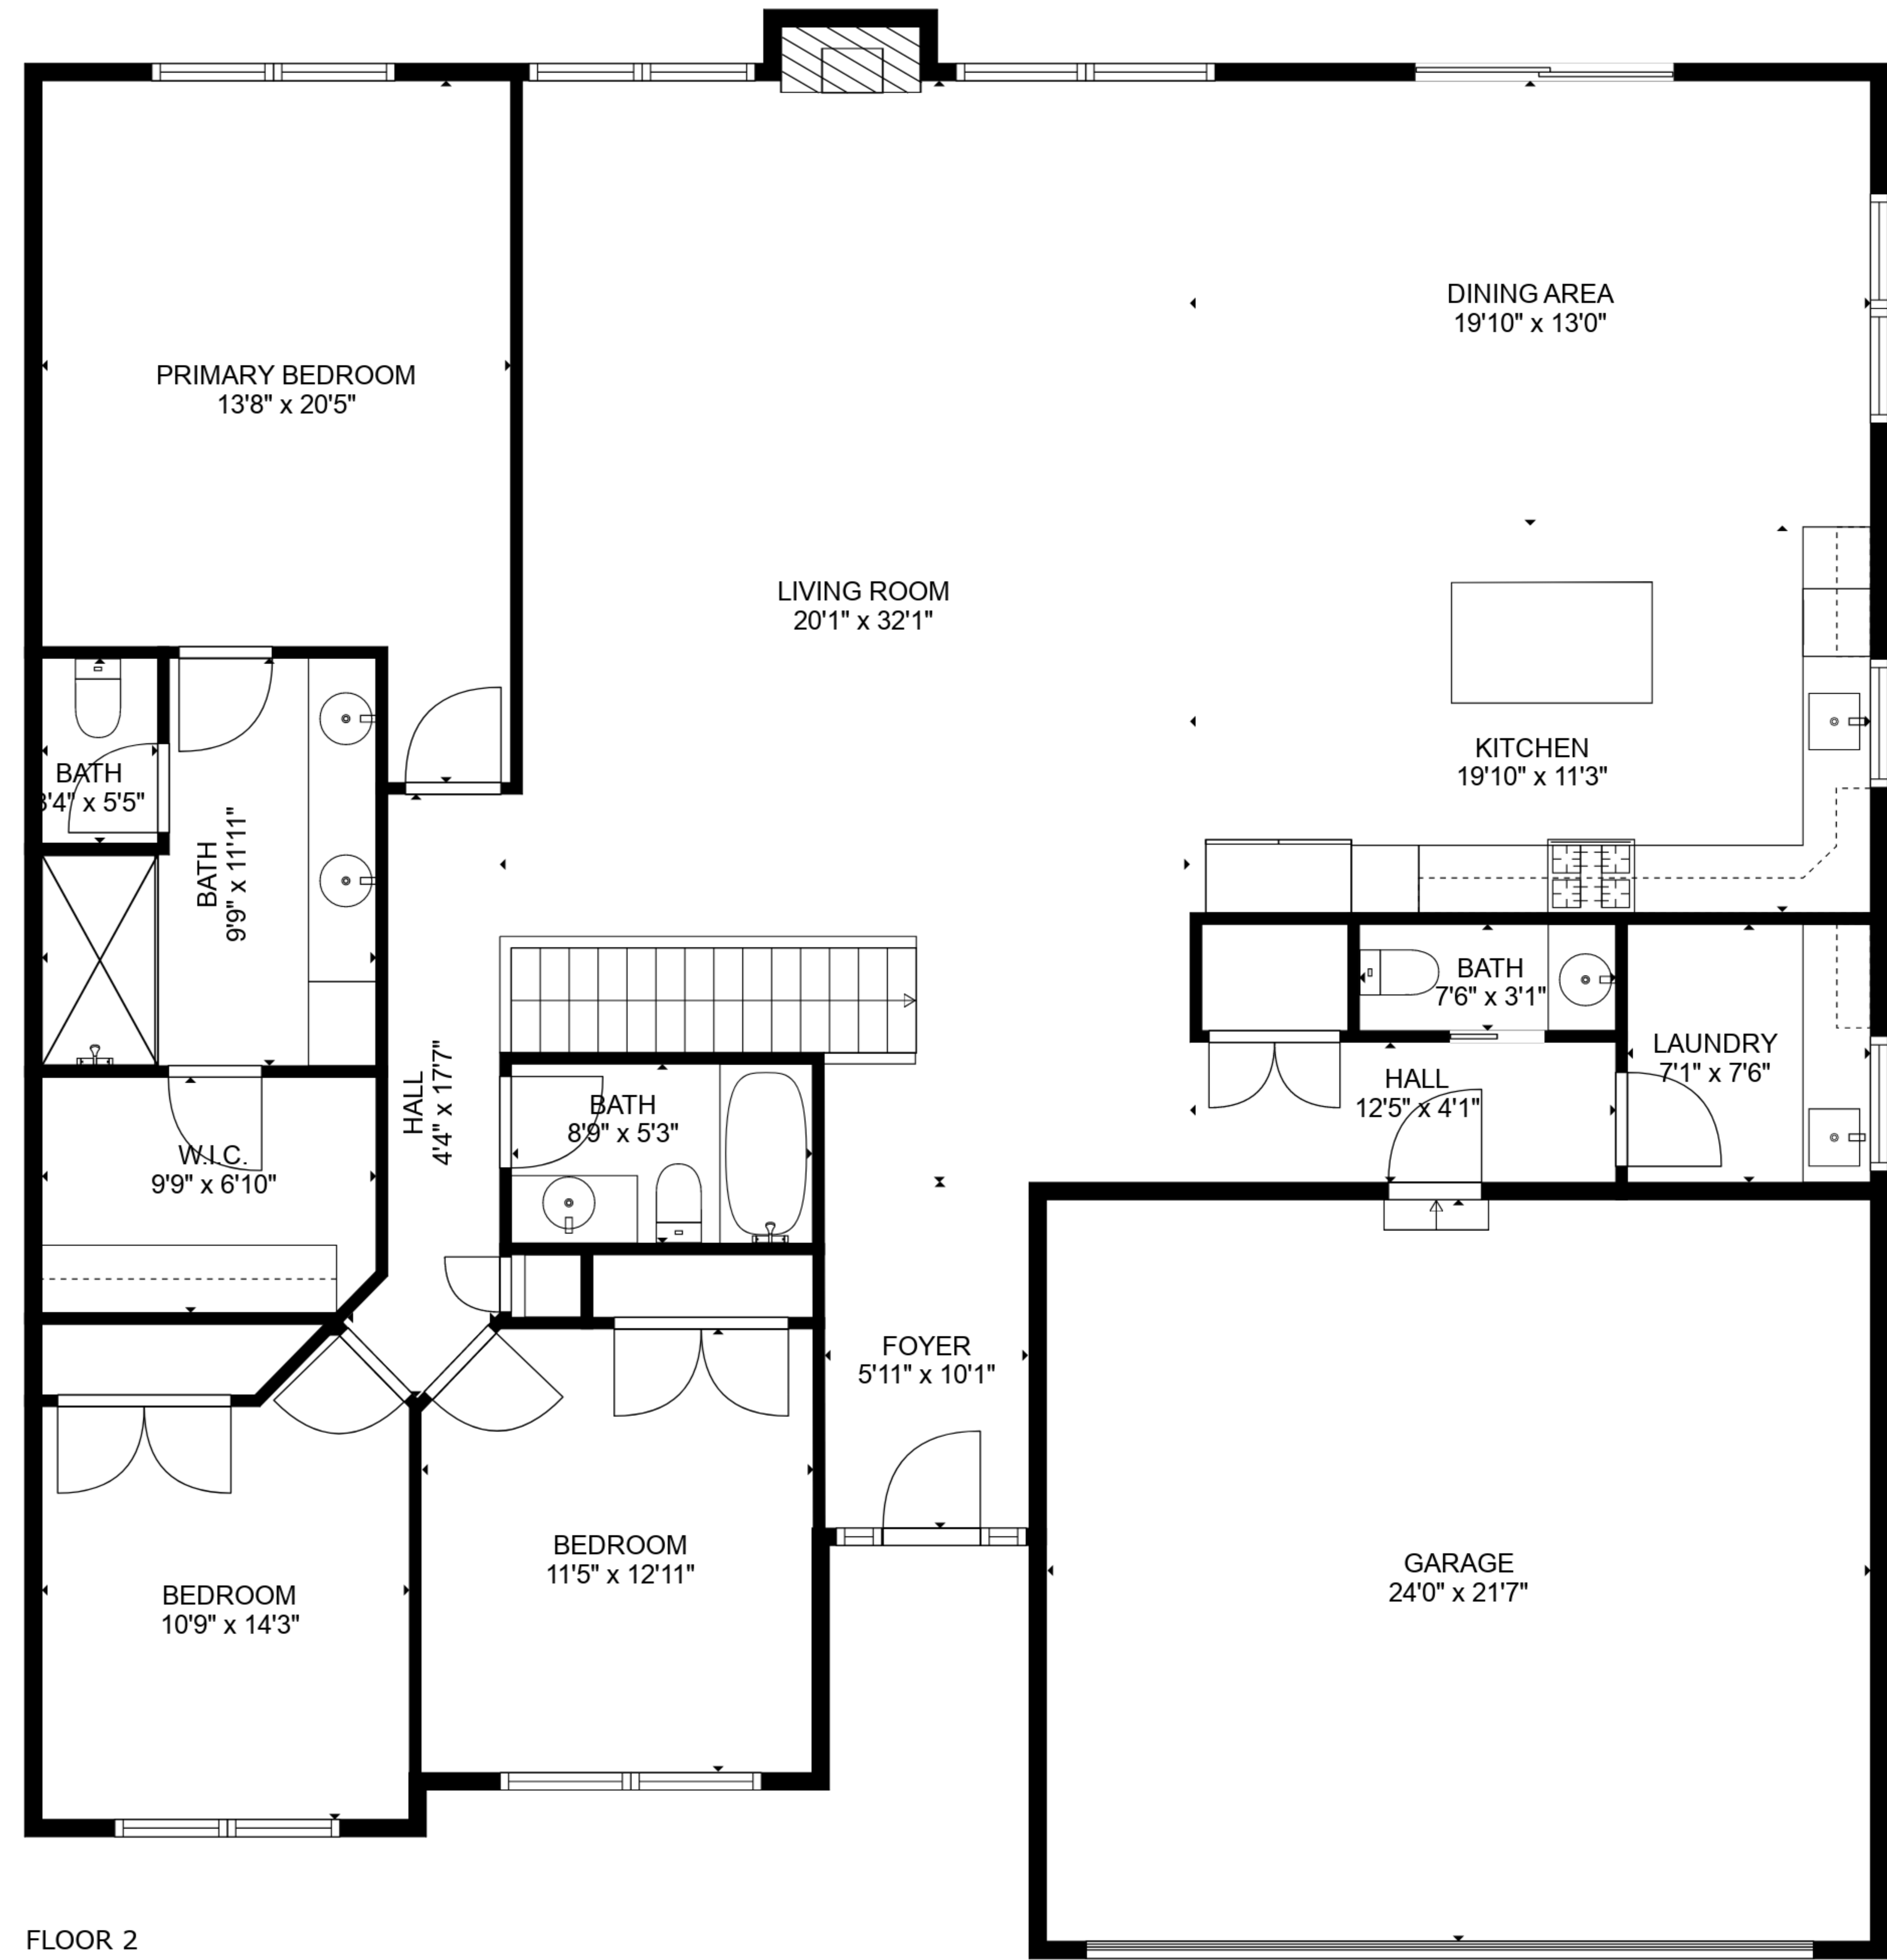 DINING AREA
19'10" x 13'0"
PRIMARY BEDROOM
13'8" x 20'5"
LIVING ROOM
20'1" x 32'1"
KITCHEN
19'10" x 11'3"
BATH
3'4" x 5'5"
BATH
9'9" x 11'11"
BATH
7'6" x 3'1"
LAUNDRY
7'1" x 7'6"
HALL
12'5" x 4'1"
HALL
4'4" x 17'7"
BATH
8'9" x 5'3"
W.I.C.
9'9" x 6'10"
FOYER
5'11" x 10'1"
BEDROOM
11'5" x 12'11"
GARAGE
24'0" x 21'7"
BEDROOM
10'9" x 14'3"
FLOOR 2